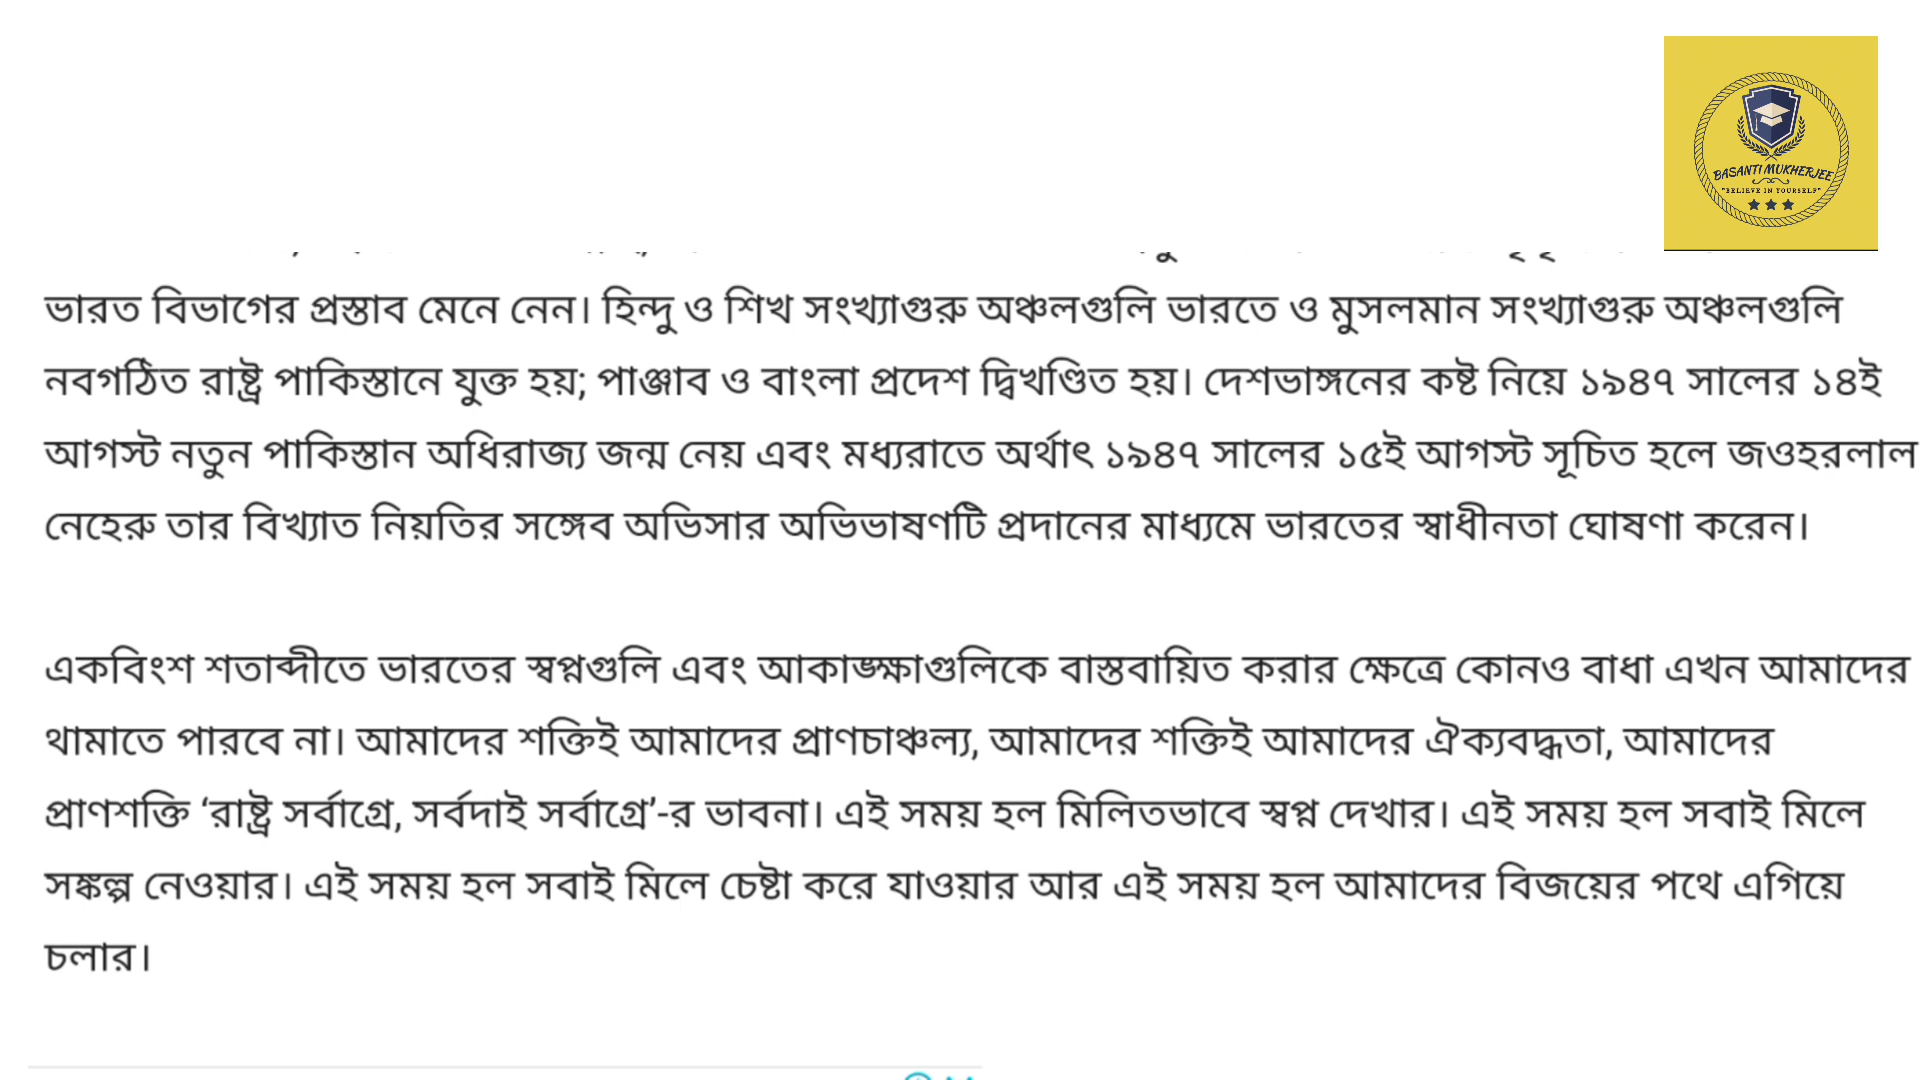 BASANTI MUKHERJEE
"BELIEVE IN YOURSELF"
ভারত বিভাগের প্রস্তাব মেনে নেন। হিন্দু ও শিখ সংখ্যাগুরু অঞ্চলগুলি ভারতে ও মুসলমান সংখ্যাগুরু অঞ্চলগুলি
নবগঠিত রাষ্ট্র পাকিস্তানে যুক্ত হয়; পাঞ্জাব ও বাংলা প্রদেশ দ্বিখণ্ডিত হয়। দেশভাঙ্গনের কষ্ট নিয়ে ১৯৪৭ সালের ১৪ই
আগস্ট নতুন পাকিস্তান অধিরাজ্য জন্ম নেয় এবং মধ্যরাতে অর্থাৎ ১৯৪৭ সালের ১৫ই আগস্ট সূচিত হলে জওহরলাল
নেহেরু তার বিখ্যাত নিয়তির সঙ্গেব অভিসার অভিভাষণটি প্রদানের মাধ্যমে ভারতের স্বাধীনতা ঘোষণা করেন।
একবিংশ শতাব্দীতে ভারতের স্বপ্নগুলি এবং আকাঙ্ক্ষাগুলিকে বাস্তবায়িত করার ক্ষেত্রে কোনও বাধা এখন আমাদের
থামাতে পারবে না। আমাদের শক্তিই আমাদের প্রাণচাঞ্চল্য, আমাদের শক্তিই আমাদের ঐক্যবদ্ধতা, আমাদের
প্রাণশক্তি ‘রাষ্ট্র সর্বাগ্রে, সর্বদাই সর্বাগ্রে’-র ভাবনা। এই সময় হল মিলিতভাবে স্বপ্ন দেখার। এই সময় হল সবাই মিলে
সঙ্কল্প নেওয়ার। এই সময় হল সবাই মিলে চেষ্টা করে যাওয়ার আর এই সময় হল আমাদের বিজয়ের পথে এগিয়ে
চলার।